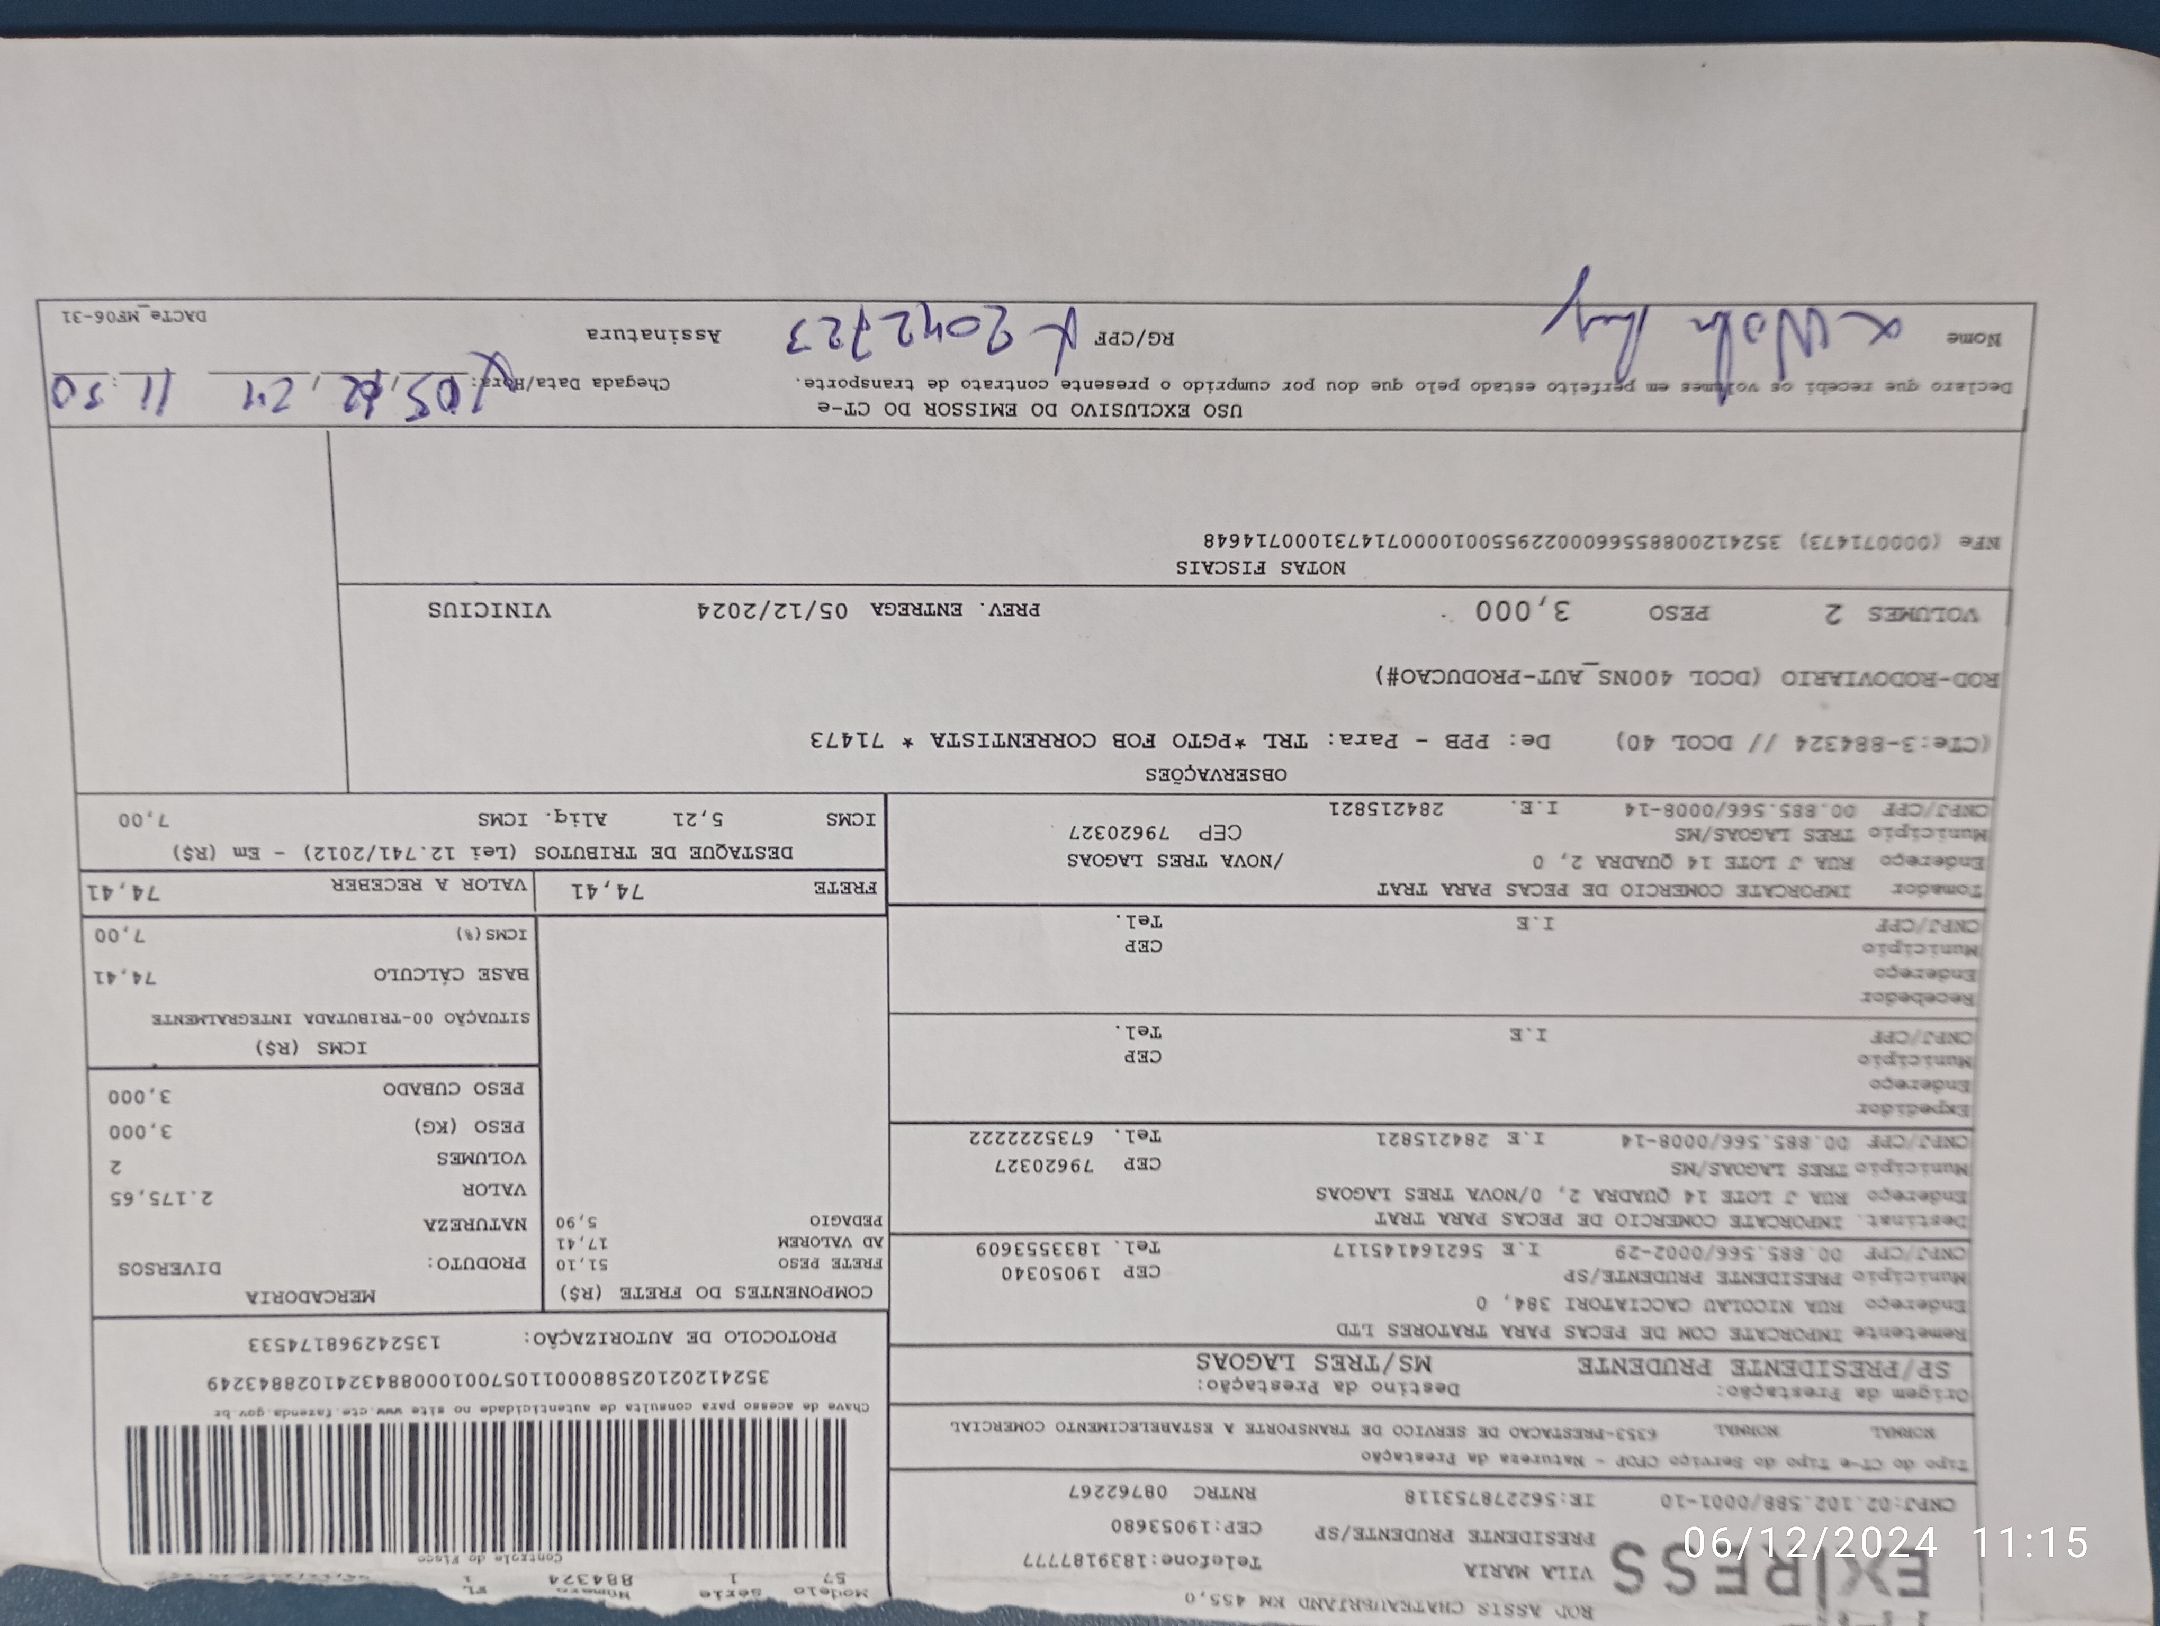 ROD ASSIS CHATEAUBRIAND KM 455,0
EXPRESS
VILA MARIA Telefone:1839187777
PRESIDENTE PRUDENTE/SP CEP:19053680
CNPJ:02.102.588/0001-10 IE:562278753118 RNTRC 08762267
Modelo Série Número FL
57 1 884324 1
Controle do Fisco
Chave de acesso para consulta de autenticidade no site www.cte.fazenda.gov.br
35241202102588000110570010008843241028843249
PROTOCOLO DE AUTORIZAÇÃO: 135242968174533
Tipo do CT-e Tipo do Serviço CFOP - Natureza da Prestação
NORMAL NORMAL 6353-PRESTACAO DE SERVICO DE TRANSPORTE A ESTABELECIMENTO COMERCIAL
Origem da Prestação: Destino da Prestação:
SP/PRESIDENTE PRUDENTE MS/TRES LAGOAS
Remetente IMPORCATE COM DE PECAS PARA TRATORES LTD
Endereço RUA NICOLAU CACCIATORI 384, 0
Município PRESIDENTE PRUDENTE/SP CEP 19050340
CNPJ/CPF 00.885.566/0002-29 I.E 562164145117 Tel. 1833553609
Destinat. IMPORCATE COMERCIO DE PECAS PARA TRAT
Endereço RUA J LOTE 14 QUADRA 2, 0/NOVA TRES LAGOAS
Município TRES LAGOAS/MS CEP 79620327
CNPJ/CPF 00.885.566/0008-14 I.E 284215821 Tel. 6735222222
Expedidor
Endereço
Município CEP
CNPJ/CPF I.E Tel.
Recebedor
Endereço
Município CEP
CNPJ/CPF I.E Tel.
Tomador IMPORCATE COMERCIO DE PECAS PARA TRAT
Endereço RUA J LOTE 14 QUADRA 2, 0 /NOVA TRES LAGOAS
Município TRES LAGOAS/MS CEP 79620327
CNPJ/CPF 00.885.566/0008-14 I.E. 284215821
COMPONENTES DO FRETE (R$)
FRETE PESO 51,10
AD VALOREM 17,41
PEDAGIO 5,90
MERCADORIA
PRODUTO: DIVERSOS
NATUREZA
VALOR 2.175,65
VOLUMES 2
PESO (KG) 3,000
PESO CUBADO 3,000
ICMS (R$)
SITUAÇÃO 00-TRIBUTADA INTEGRALMENTE
BASE CÁLCULO 74,41
ICMS(%) 7,00
FRETE 74,41 VALOR A RECEBER 74,41
DESTAQUE DE TRIBUTOS (Lei 12.741/2012) - Em (R$)
ICMS 5,21 Aliq. ICMS 7,00
OBSERVAÇÕES
(CTe:3-884324 // DCOL 40) De: PPB - Para: TRL *PGTO FOB CORRENTISTA * 71473
ROD-RODOVIARIO (DCOL 400NS_AUT-PRODUCAO#)
VOLUMES 2 PESO 3,000 PREV. ENTREGA 05/12/2024 VINICIUS
NOTAS FISCAIS
NFe (000071473) 35241200885566000229550010000714731000714648
USO EXCLUSIVO DO EMISSOR DO CT-e
Declaro que recebi os volumes em perfeito estado pelo que dou por cumprido o presente contrato de transporte. Chegada Data/Hora: 05, 12, 24 11:50
Nome RG/CPF 2042723 Assinatura
DACTe_MF06-31
06/12/2024 11:15